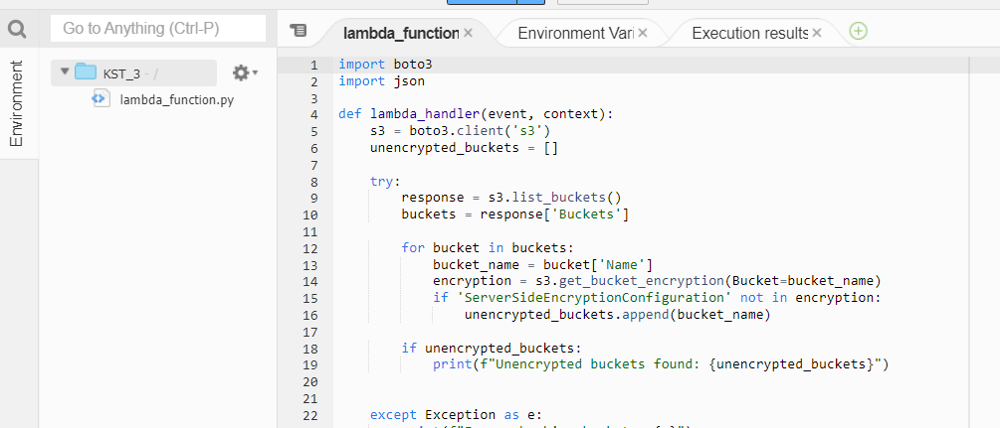 Go to Anything (Ctrl-P)
Environment
KST_3 - /
lambda_function.py
lambda_function × Environment Vari × Execution results ×
1 import boto3
2 import json
3
4 def lambda_handler(event, context):
5 s3 = boto3.client('s3')
6 unencrypted_buckets = []
7
8 try:
9 response = s3.list_buckets()
10 buckets = response['Buckets']
11
12 for bucket in buckets:
13 bucket_name = bucket['Name']
14 encryption = s3.get_bucket_encryption(Bucket=bucket_name)
15 if 'ServerSideEncryptionConfiguration' not in encryption:
16 unencrypted_buckets.append(bucket_name)
17
18 if unencrypted_buckets:
19 print(f"Unencrypted buckets found: {unencrypted_buckets}")
20
21
22 except Exception as e: